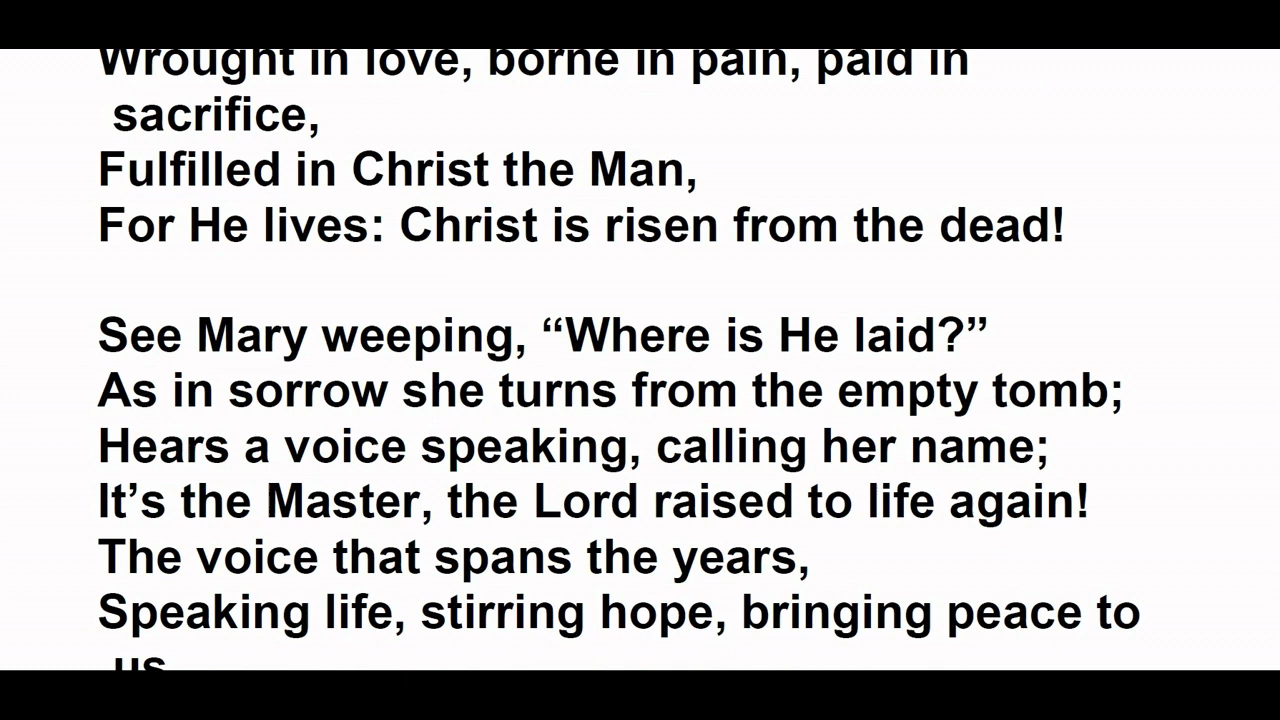 Wrought in love, borne in pain, paid in
sacrifice,
Fulfilled in Christ the Man,
For He lives: Christ is risen from the dead!
See Mary weeping, “Where is He laid?”
As in sorrow she turns from the empty tomb;
Hears a voice speaking, calling her name;
It’s the Master, the Lord raised to life again!
The voice that spans the years,
Speaking life, stirring hope, bringing peace to
us